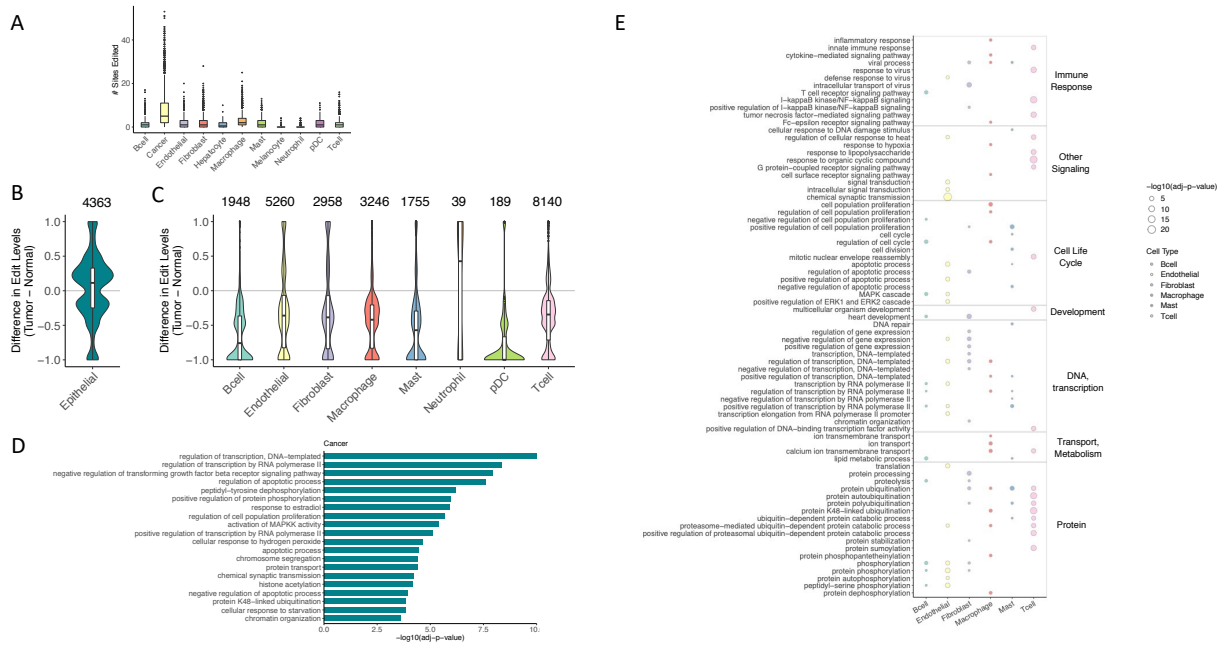 A
# Sites Edited
40
20
0
Bcell
Cancer
Endothelial
Fibroblast
Hepatocyte
Macrophage
Mast
Melanocyte
Neutrophil
pDC
Tcell
B
4363
Difference in Edit Levels
(Tumor − Normal)
1.0
0.5
0.0
−0.5
−1.0
Epithelial
C
1948 5260 2958 3246 1755 39 189 8140
Difference in Edit Levels
(Tumor − Normal)
1.0
0.5
0.0
−0.5
−1.0
Bcell
Endothelial
Fibroblast
Macrophage
Mast
Neutrophil
pDC
Tcell
D
Cancer
regulation of transcription, DNA−templated
regulation of transcription by RNA polymerase II
negative regulation of transforming growth factor beta receptor signaling pathway
regulation of apoptotic process
peptidyl−tyrosine dephosphorylation
positive regulation of protein phosphorylation
response to estradiol
regulation of cell population proliferation
activation of MAPKK activity
positive regulation of transcription by RNA polymerase II
cellular response to hydrogen peroxide
apoptotic process
chromosome segregation
protein transport
chemical synaptic transmission
histone acetylation
negative regulation of apoptotic process
protein K48−linked ubiquitination
cellular response to starvation
chromatin organization
0.0 2.5 5.0 7.5 10.
−log10(adj−p−value)
E
inflammatory response
innate immune response
cytokine−mediated signaling pathway
viral process
response to virus
defense response to virus
intracellular transport of virus
T cell receptor signaling pathway
I−kappaB kinase/NF−kappaB signaling
positive regulation of I−kappaB kinase/NF−kappaB signaling
tumor necrosis factor−mediated signaling pathway
Fc−epsilon receptor signaling pathway
cellular response to DNA damage stimulus
regulation of cellular response to heat
response to hypoxia
response to lipopolysaccharide
response to organic cyclic compound
G protein−coupled receptor signaling pathway
cell surface receptor signaling pathway
signal transduction
intracellular signal transduction
chemical synaptic transmission
cell population proliferation
regulation of cell population proliferation
negative regulation of cell population proliferation
positive regulation of cell population proliferation
cell cycle
regulation of cell cycle
cell division
mitotic nuclear envelope reassembly
apoptotic process
regulation of apoptotic process
positive regulation of apoptotic process
negative regulation of apoptotic process
MAPK cascade
positive regulation of ERK1 and ERK2 cascade
multicellular organism development
heart development
DNA repair
regulation of gene expression
negative regulation of gene expression
positive regulation of gene expression
transcription, DNA−templated
regulation of transcription, DNA−templated
negative regulation of transcription, DNA−templated
positive regulation of transcription, DNA−templated
transcription by RNA polymerase II
regulation of transcription by RNA polymerase II
negative regulation of transcription by RNA polymerase II
positive regulation of transcription by RNA polymerase II
transcription elongation from RNA polymerase II promoter
chromatin organization
positive regulation of DNA−binding transcription factor activity
ion transmembrane transport
ion transport
calcium ion transmembrane transport
lipid metabolic process
translation
protein processing
proteolysis
protein ubiquitination
protein autoubiquitination
protein polyubiquitination
protein K48−linked ubiquitination
ubiquitin−dependent protein catabolic process
proteasome−mediated ubiquitin−dependent protein catabolic process
positive regulation of proteasomal ubiquitin−dependent protein catabolic process
protein stabilization
protein sumoylation
protein phosphopantetheinylation
phosphorylation
protein phosphorylation
protein autophosphorylation
peptidyl−serine phosphorylation
protein dephosphorylation
Bcell
Endothelial
Fibroblast
Macrophage
Mast
Tcell
Immune
Response
Other
Signaling
Cell Life
Cycle
Development
DNA,
transcription
Transport,
Metabolism
Protein
−log10(adj−p−value)
5
10
15
20
Cell Type
Bcell
Endothelial
Fibroblast
Macrophage
Mast
Tcell